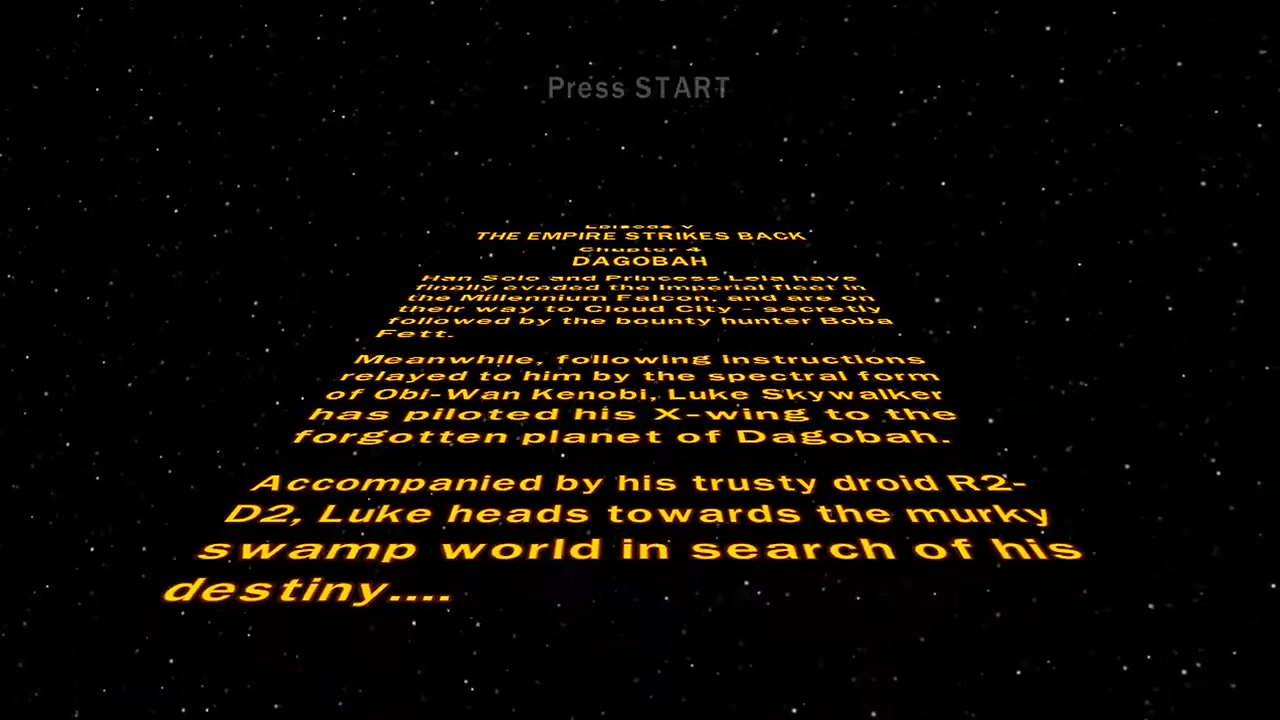 Press START
Episode V
THE EMPIRE STRIKES BACK
Chapter 4
DAGOBAH
Han Solo and Princess Leia have
finally evaded the Imperial fleet in
the Millennium Falcon, and are on
their way to Cloud City - secretly
followed by the bounty hunter Boba
Fett.
Meanwhile, following instructions
relayed to him by the spectral form
of Obi-Wan Kenobi, Luke Skywalker
has piloted his X-wing to the
forgotten planet of Dagobah.
Accompanied by his trusty droid R2-
D2, Luke heads towards the murky
swamp world in search of his
destiny....